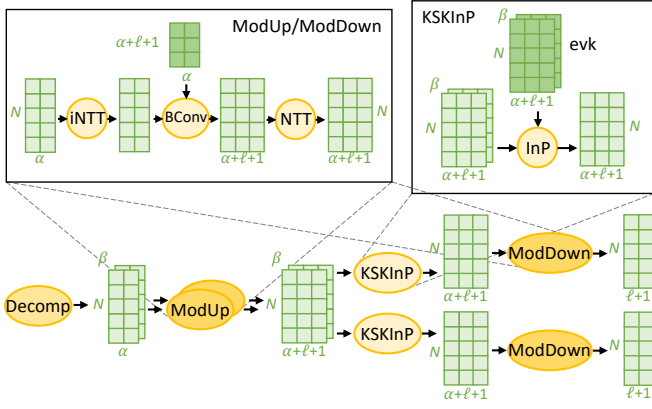 ModUp/ModDown
α+ℓ+1
α
N
iNTT
BConv
NTT
α
α+ℓ+1
α+ℓ+1
KSKInP
β
N
evk
α+ℓ+1
β
N
InP
N
α+ℓ+1
α+ℓ+1
Decomp
β
N
α
ModUp
β
N
α+ℓ+1
KSKInP
N
α+ℓ+1
ModDown
N
ℓ+1
KSKInP
N
α+ℓ+1
ModDown
N
ℓ+1